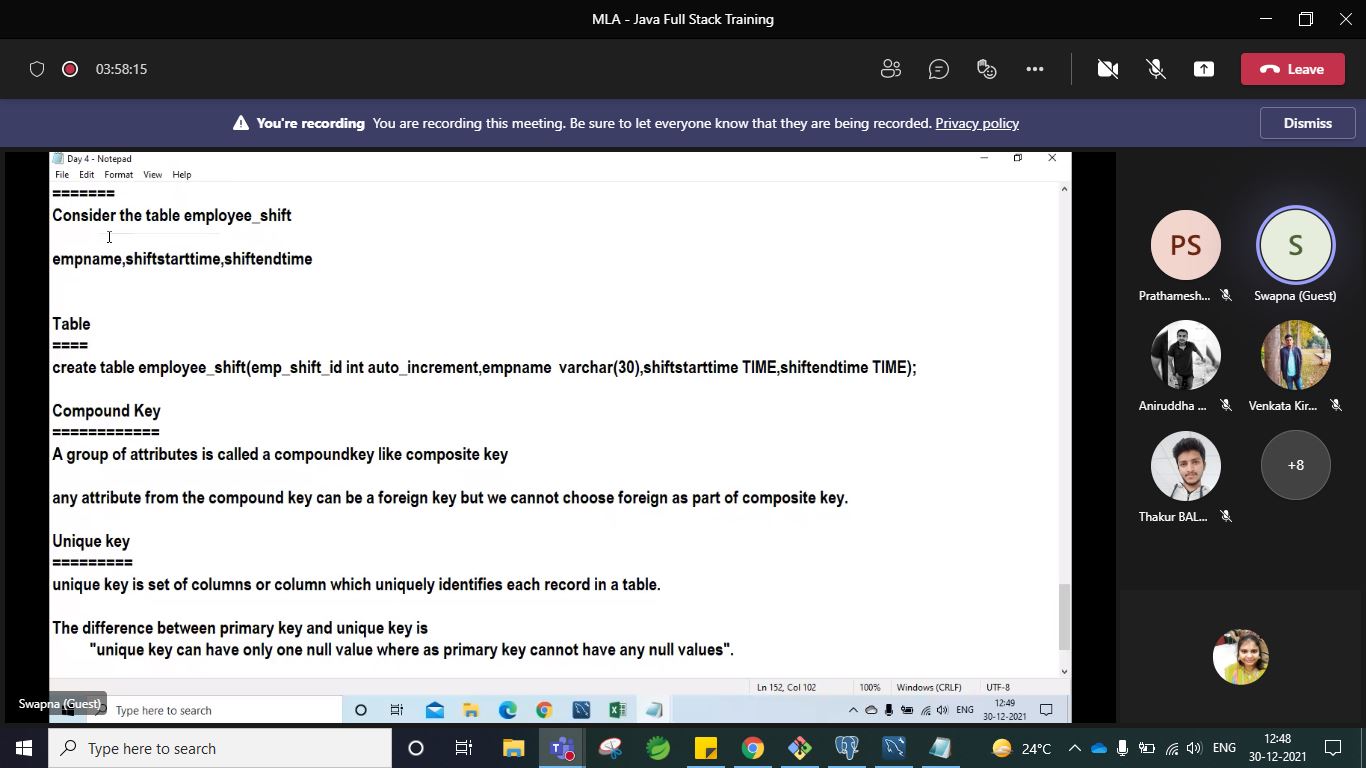 MLA - Java Full Stack Training
03:58:15
Leave
You're recording You are recording this meeting. Be sure to let everyone know that they are being recorded. Privacy policy
Dismiss
Day 4 - Notepad
File Edit Format View Help
=======
Consider the table employee_shift
empname,shiftstarttime,shiftendtime
Table
====
create table employee_shift(emp_shift_id int auto_increment,empname varchar(30),shiftstarttime TIME,shiftendtime TIME);
Compound Key
============
A group of attributes is called a compoundkey like composite key
any attribute from the compound key can be a foreign key but we cannot choose foreign as part of composite key.
Unique key
=========
unique key is set of columns or column which uniquely identifies each record in a table.
The difference between primary key and unique key is
"unique key can have only one null value where as primary key cannot have any null values".
Ln 152, Col 102 100% Windows (CRLF) UTF-8
Swapna (Guest)
Type here to search
ENG
12:49
30-12-2021
PS
S
Prathamesh...
Swapna (Guest)
Aniruddha ...
Venkata Kir...
+8
Thakur BAL...
Type here to search
24°C
ENG
12:48
30-12-2021